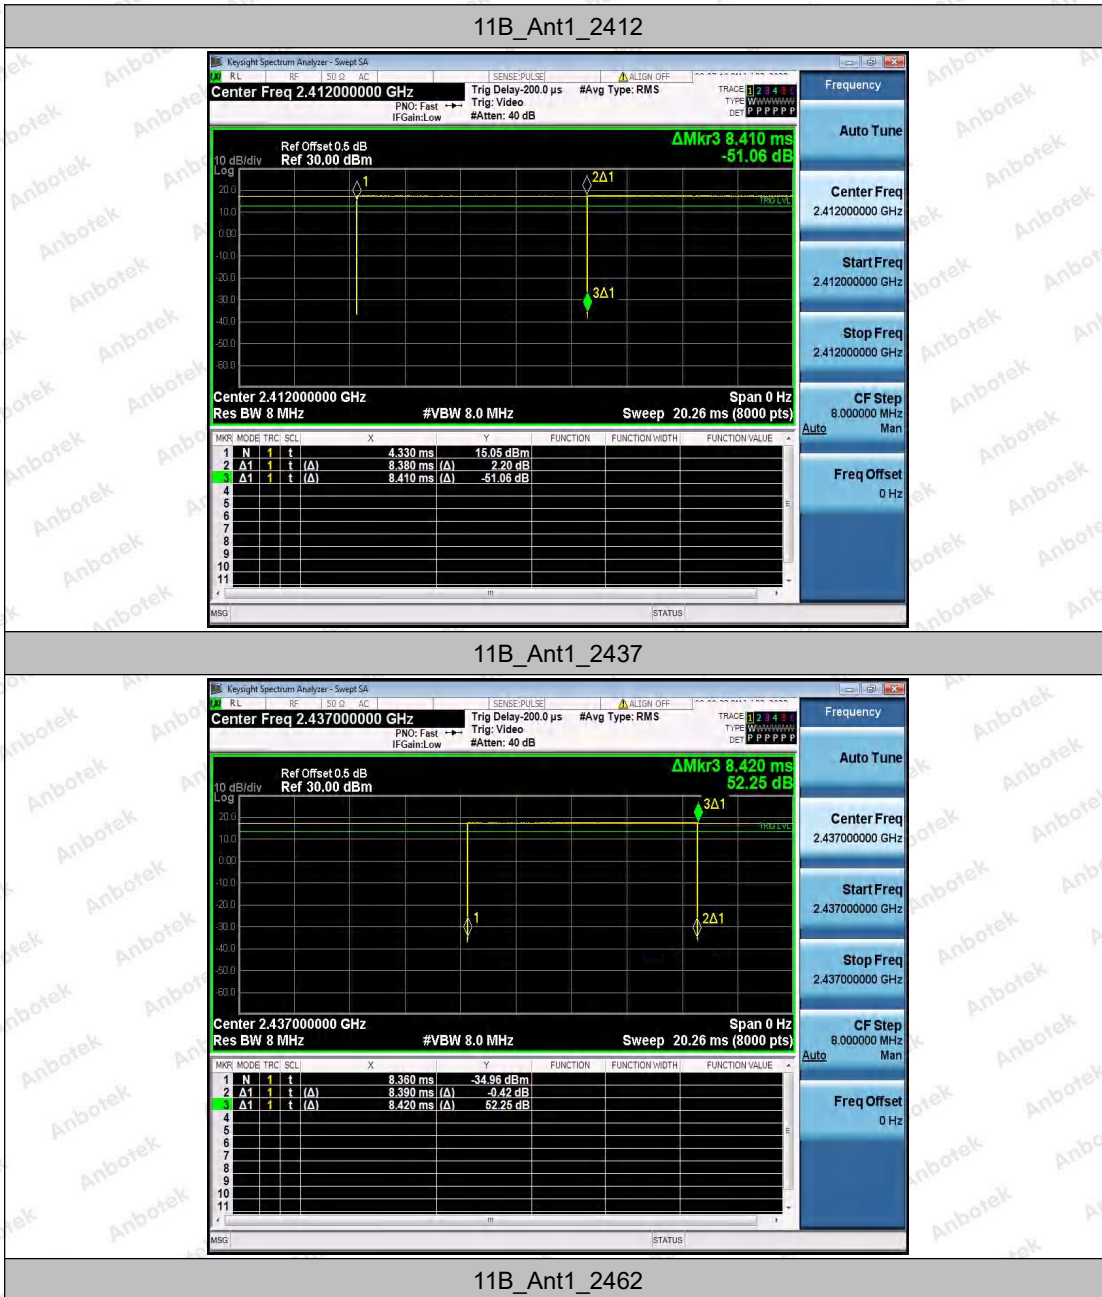 11B_Ant1_2412
Keysight Spectrum Analyzer - Swept SA
RL RF 50 Ω AC SENSE:PULSE ALIGN OFF
Center Freq 2.412000000 GHz
PNO: Fast
IFGain:Low
Trig Delay-200.0 µs
Trig: Video
#Atten: 40 dB
#Avg Type: RMS
TRACE 1 2 3 4
TYPE
DET P P P P P P
Frequency
Ref Offset 0.5 dB
10 dB/div Ref 30.00 dBm
Log
ΔMkr3 8.410 ms
-51.06 dB
20.0
10.0
0.00
-10.0
-20.0
-30.0
-40.0
-50.0
-60.0
1
2Δ1
TRIG LVL
3Δ1
Center 2.412000000 GHz Span 0 Hz
Res BW 8 MHz #VBW 8.0 MHz Sweep 20.26 ms (8000 pts)
MKR MODE TRC SCL X Y FUNCTION FUNCTION WIDTH FUNCTION VALUE
1 N 1 t 4.330 ms 15.05 dBm
2 Δ1 1 t (Δ) 8.380 ms (Δ) 2.20 dB
3 Δ1 1 t (Δ) 8.410 ms (Δ) -51.06 dB
4
5
6
7
8
9
10
11
MSG STATUS
Auto Tune
Center Freq
2.412000000 GHz
Start Freq
2.412000000 GHz
Stop Freq
2.412000000 GHz
CF Step
8.000000 MHz
Auto Man
Freq Offset
0 Hz
11B_Ant1_2437
Keysight Spectrum Analyzer - Swept SA
RL RF 50 Ω AC SENSE:PULSE ALIGN OFF
Center Freq 2.437000000 GHz
PNO: Fast
IFGain:Low
Trig Delay-200.0 µs
Trig: Video
#Atten: 40 dB
#Avg Type: RMS
TRACE 1 2 3 4
TYPE
DET P P P P P P
Frequency
Ref Offset 0.5 dB
10 dB/div Ref 30.00 dBm
Log
ΔMkr3 8.420 ms
52.25 dB
20.0
10.0
0.00
-10.0
-20.0
-30.0
-40.0
-50.0
-60.0
3Δ1
TRIG LVL
1
2Δ1
Center 2.437000000 GHz Span 0 Hz
Res BW 8 MHz #VBW 8.0 MHz Sweep 20.26 ms (8000 pts)
MKR MODE TRC SCL X Y FUNCTION FUNCTION WIDTH FUNCTION VALUE
1 N 1 t 8.360 ms -34.96 dBm
2 Δ1 1 t (Δ) 8.390 ms (Δ) -0.42 dB
3 Δ1 1 t (Δ) 8.420 ms (Δ) 52.25 dB
4
5
6
7
8
9
10
11
MSG STATUS
Auto Tune
Center Freq
2.437000000 GHz
Start Freq
2.437000000 GHz
Stop Freq
2.437000000 GHz
CF Step
8.000000 MHz
Auto Man
Freq Offset
0 Hz
11B_Ant1_2462